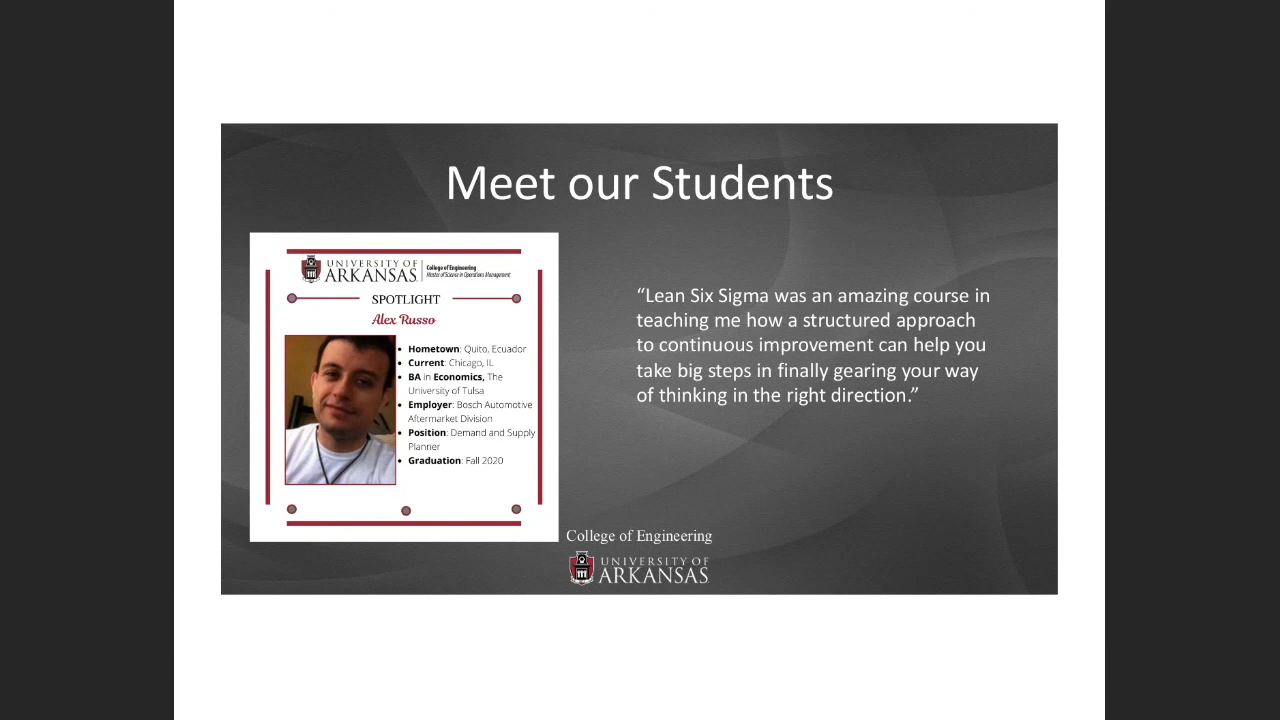 Meet our Students
UNIVERSITY OF
ARKANSAS
College of Engineering
Master of Science in Operations Management
SPOTLIGHT
Alex Russo
• Hometown: Quito, Ecuador
• Current: Chicago, IL
• BA in Economics, The
University of Tulsa
• Employer: Bosch Automotive
Aftermarket Division
• Position: Demand and Supply
Planner
• Graduation: Fall 2020
“Lean Six Sigma was an amazing course in
teaching me how a structured approach
to continuous improvement can help you
take big steps in finally gearing your way
of thinking in the right direction.”
College of Engineering
UNIVERSITY OF
ARKANSAS